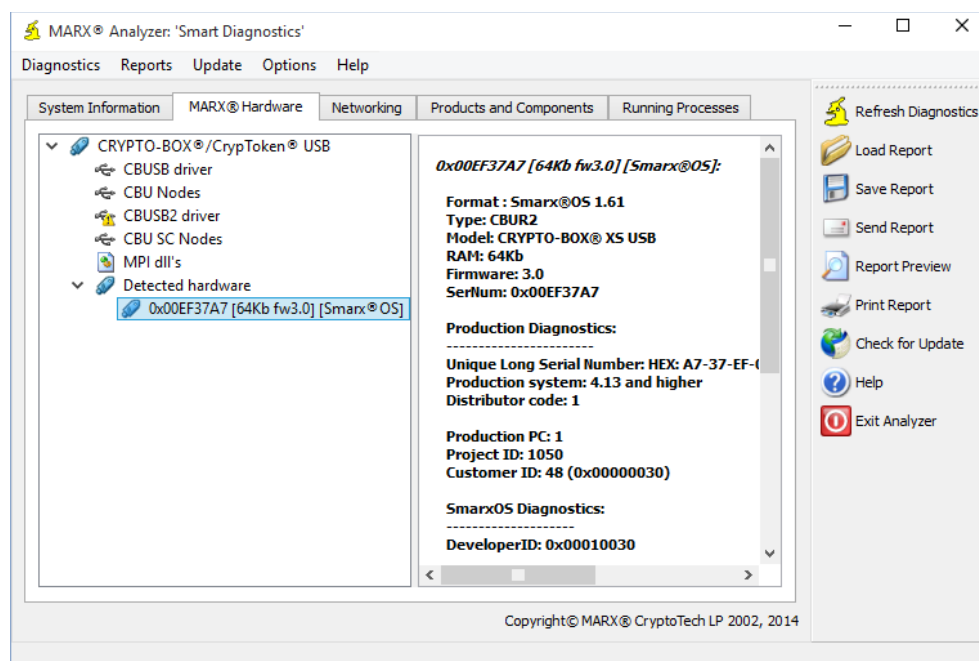 MARX® Analyzer: 'Smart Diagnostics'
Diagnostics Reports Update Options Help
System Information MARX® Hardware Networking Products and Components Running Processes
CRYPTO-BOX®/CrypToken® USB
CBUSB driver
CBU Nodes
CBUSB2 driver
CBU SC Nodes
MPI dll's
Detected hardware
0x00EF37A7 [64Kb fw3.0] [Smarx®OS]
0x00EF37A7 [64Kb fw3.0] [Smarx®OS]:
Format : Smarx®OS 1.61
Type: CBUR2
Model: CRYPTO-BOX® XS USB
RAM: 64Kb
Firmware: 3.0
SerNum: 0x00EF37A7
Production Diagnostics:
-----------------------
Unique Long Serial Number: HEX: A7-37-EF-
Production system: 4.13 and higher
Distributor code: 1
Production PC: 1
Project ID: 1050
Customer ID: 48 (0x00000030)
SmarxOS Diagnostics:
--------------------
DeveloperID: 0x00010030
Refresh Diagnostics
Load Report
Save Report
Send Report
Report Preview
Print Report
Check for Update
Help
Exit Analyzer
Copyright© MARX® CryptoTech LP 2002, 2014